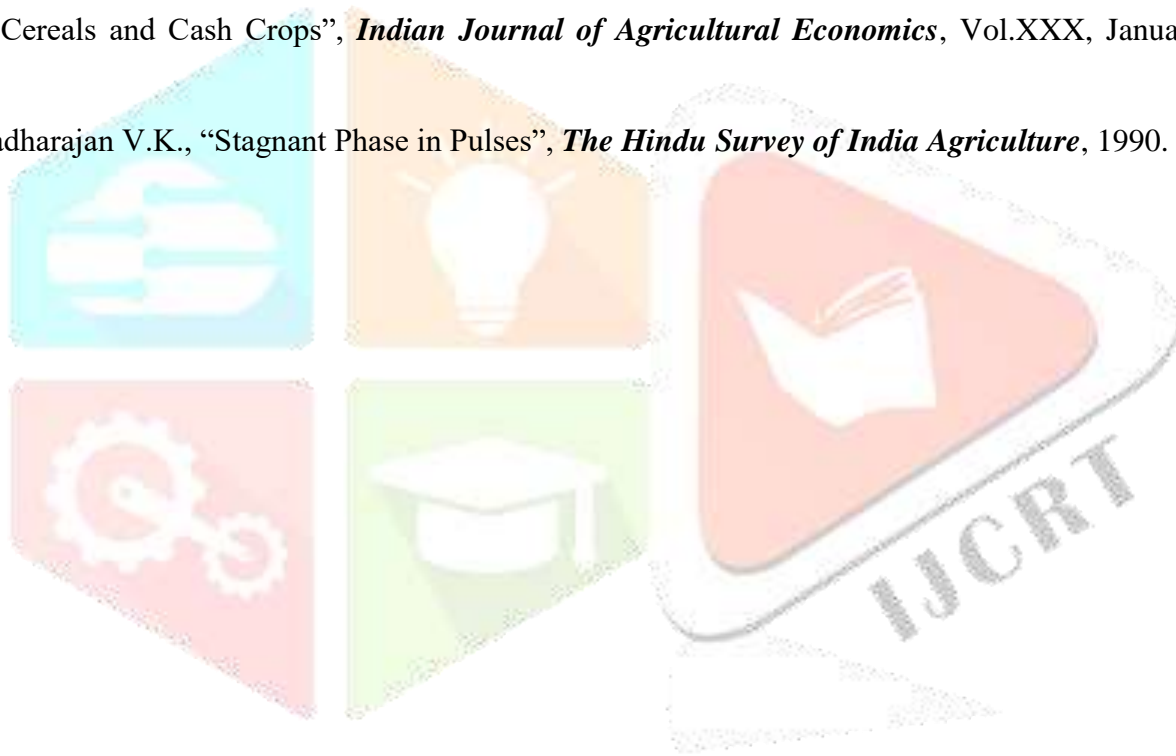 Cereals and Cash Crops”, Indian Journal of Agricultural Economics, Vol.XXX, Janua
adharajan V.K., “Stagnant Phase in Pulses”, The Hindu Survey of India Agriculture, 1990.
IJCRT